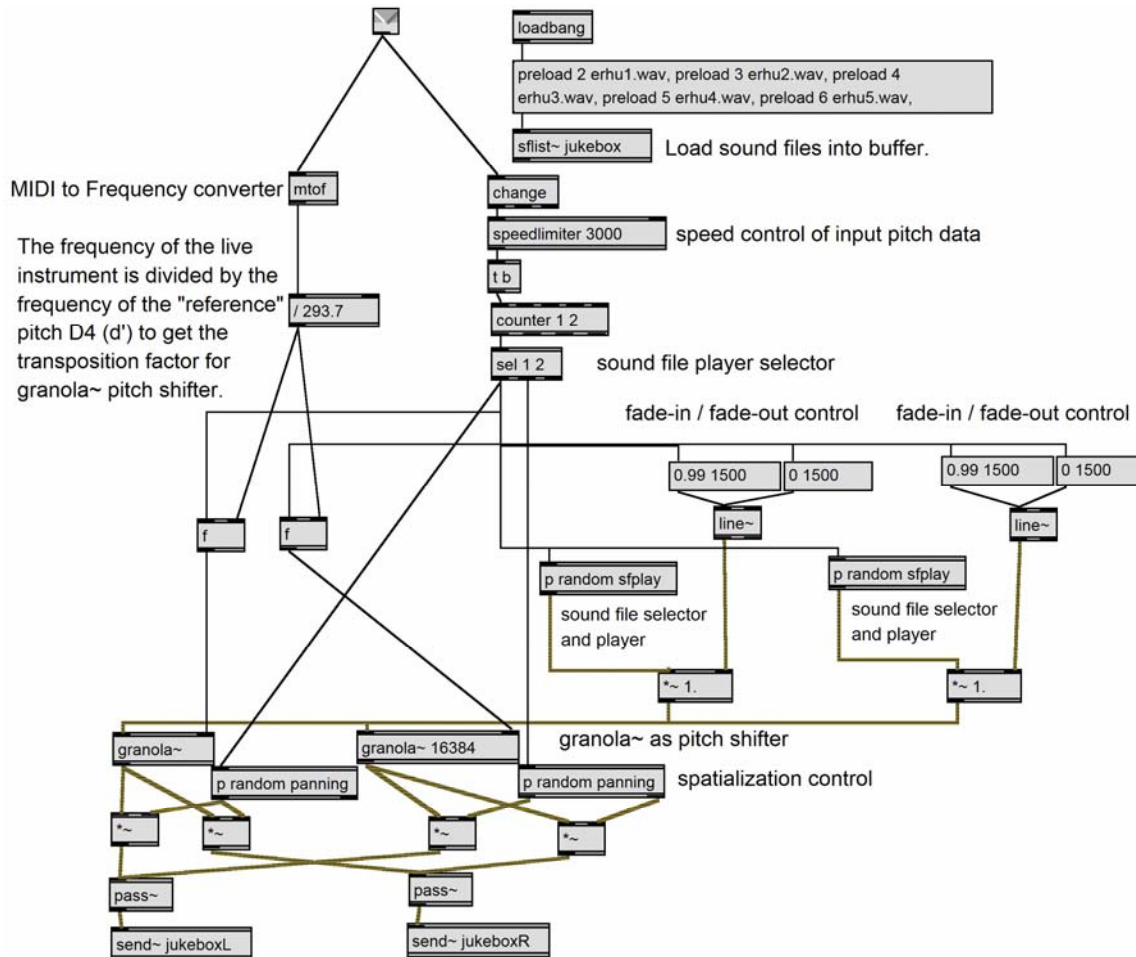 loadbang
preload 2 erhu1.wav, preload 3 erhu2.wav, preload 4
erhu3.wav, preload 5 erhu4.wav, preload 6 erhu5.wav,
sflist~ jukebox
Load sound files into buffer.
MIDI to Frequency converter
mtof
change
speedlimiter 3000
speed control of input pitch data
The frequency of the live
instrument is divided by the
frequency of the "reference"
pitch D4 (d') to get the
transposition factor for
granola~ pitch shifter.
t b
/ 293.7
counter 1 2
sel 1 2
sound file player selector
fade-in / fade-out control
fade-in / fade-out control
0.99 1500
0 1500
0.99 1500
0 1500
f
f
line~
line~
p random sfplay
p random sfplay
sound file selector
and player
sound file selector
and player
*~ 1.
*~ 1.
granola~
granola~ 16384
granola~ as pitch shifter
p random panning
p random panning
spatialization control
*~
*~
*~
*~
pass~
pass~
send~ jukeboxL
send~ jukeboxR